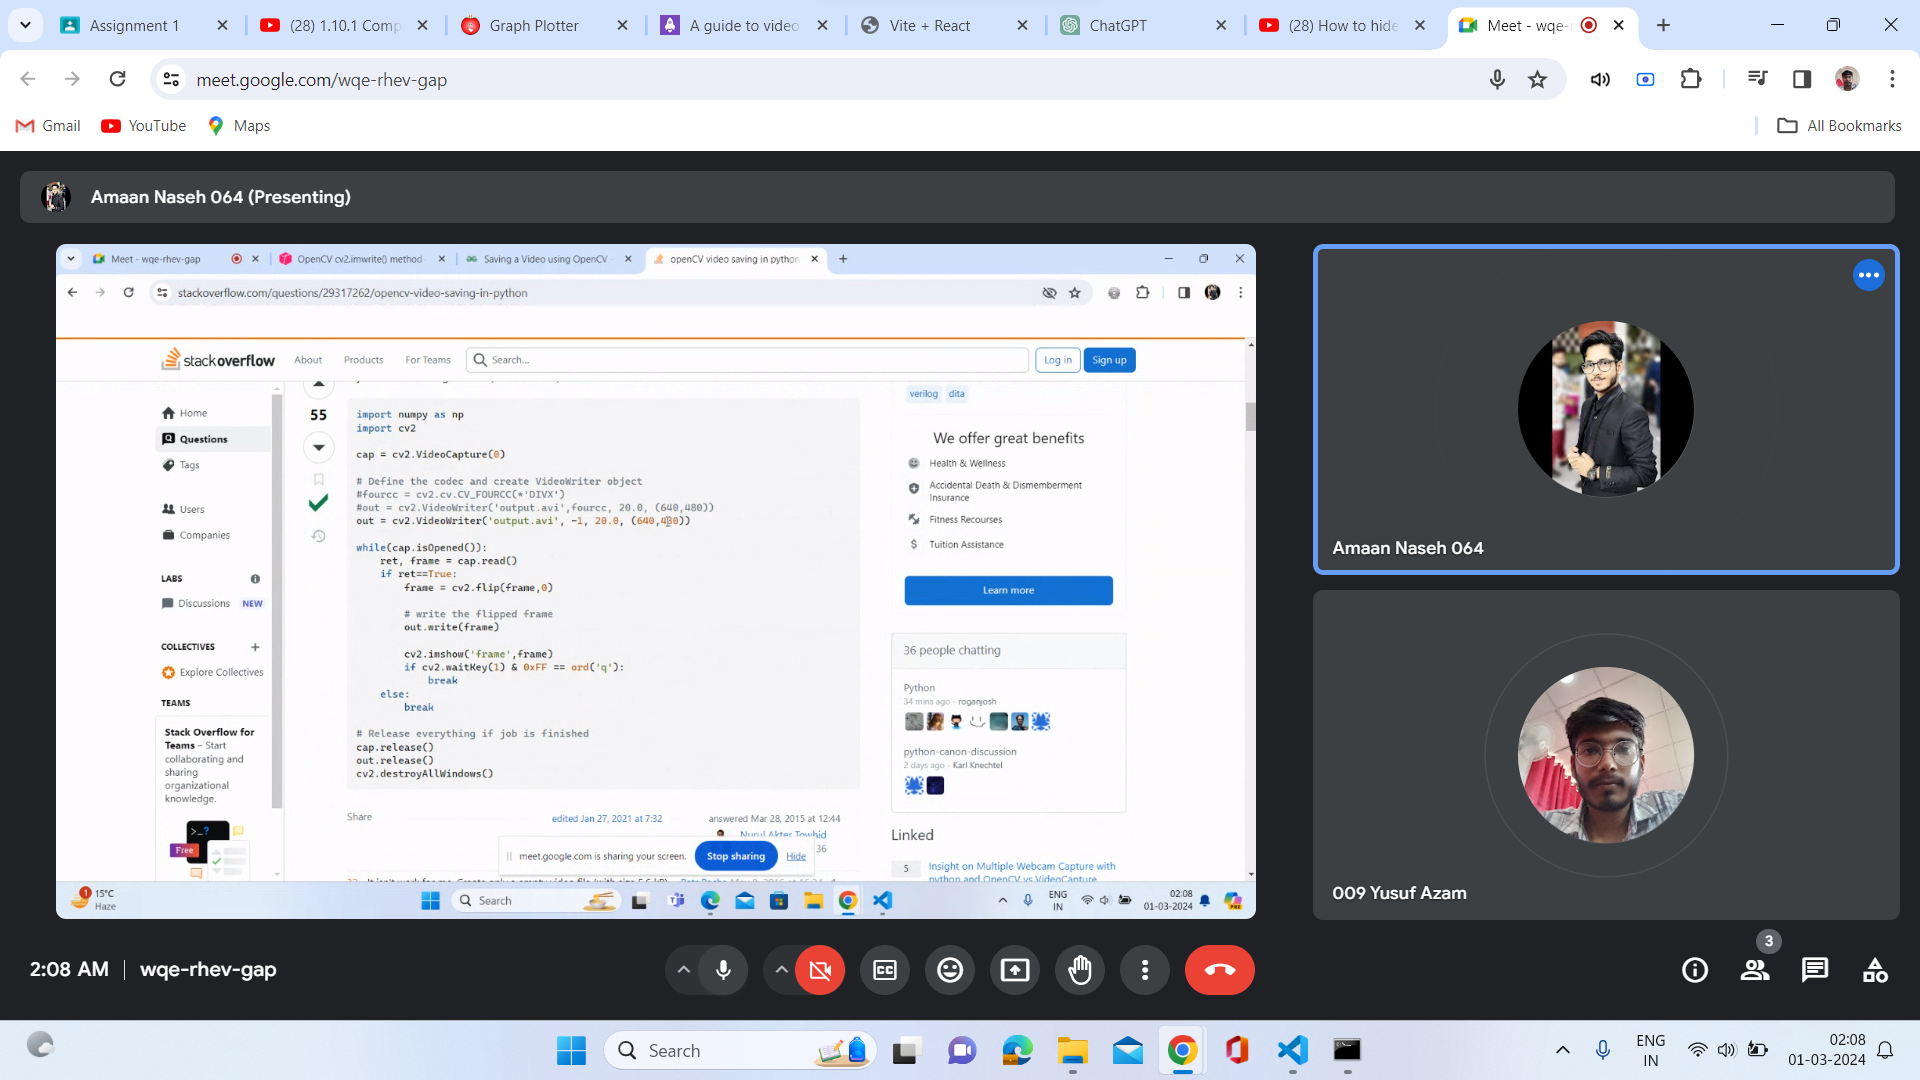 Assignment 1
(28) 1.10.1 Comp
Graph Plotter
A guide to video
Vite + React
ChatGPT
(28) How to hide
Meet - wqe-r
meet.google.com/wqe-rhev-gap
Gmail
YouTube
Maps
All Bookmarks
Amaan Naseh 064 (Presenting)
Meet - wqe-rhev-gap
OpenCV cv2.imwrite() method-
Saving a Video using OpenCV -
openCV video saving in python
stackoverflow.com/questions/29317262/opencv-video-saving-in-python
stackoverflow
About
Products
For Teams
Search...
Log in
Sign up
Home
Questions
Tags
Users
Companies
LABS
Discussions NEW
COLLECTIVES +
Explore Collectives
TEAMS
Stack Overflow for
Teams – Start
collaborating and
sharing
organizational
knowledge.
>_?
Free
55
import numpy as np
import cv2
cap = cv2.VideoCapture(0)
# Define the codec and create VideoWriter object
#fourcc = cv2.cv.CV_FOURCC(*'DIVX')
#out = cv2.VideoWriter('output.avi',fourcc, 20.0, (640,480))
out = cv2.VideoWriter('output.avi', -1, 20.0, (640,480))
while(cap.isOpened()):
ret, frame = cap.read()
if ret==True:
frame = cv2.flip(frame,0)
# write the flipped frame
out.write(frame)
cv2.imshow('frame',frame)
if cv2.waitKey(1) & 0xFF == ord('q'):
break
else:
break
# Release everything if job is finished
cap.release()
out.release()
cv2.destroyAllWindows()
Share
edited Jan 27, 2021 at 7:32
answered Mar 28, 2015 at 12:44
Nurul Akter Towhid
36
meet.google.com is sharing your screen.
Stop sharing
Hide
verilog
dita
We offer great benefits
Health & Wellness
Accidental Death & Dismemberment
Insurance
Fitness Recourses
$ Tuition Assistance
Learn more
36 people chatting
Python
34 mins ago - roganjosh
python-canon-discussion
2 days ago - Karl Knechtel
Linked
5
Insight on Multiple Webcam Capture with
python and OpenCV vs VideoCapture
1
15°C
Haze
Search
ENG
IN
02:08
01-03-2024
PRE
Amaan Naseh 064
009 Yusuf Azam
2:08 AM | wqe-rhev-gap
3
Search
ENG
IN
02:08
01-03-2024